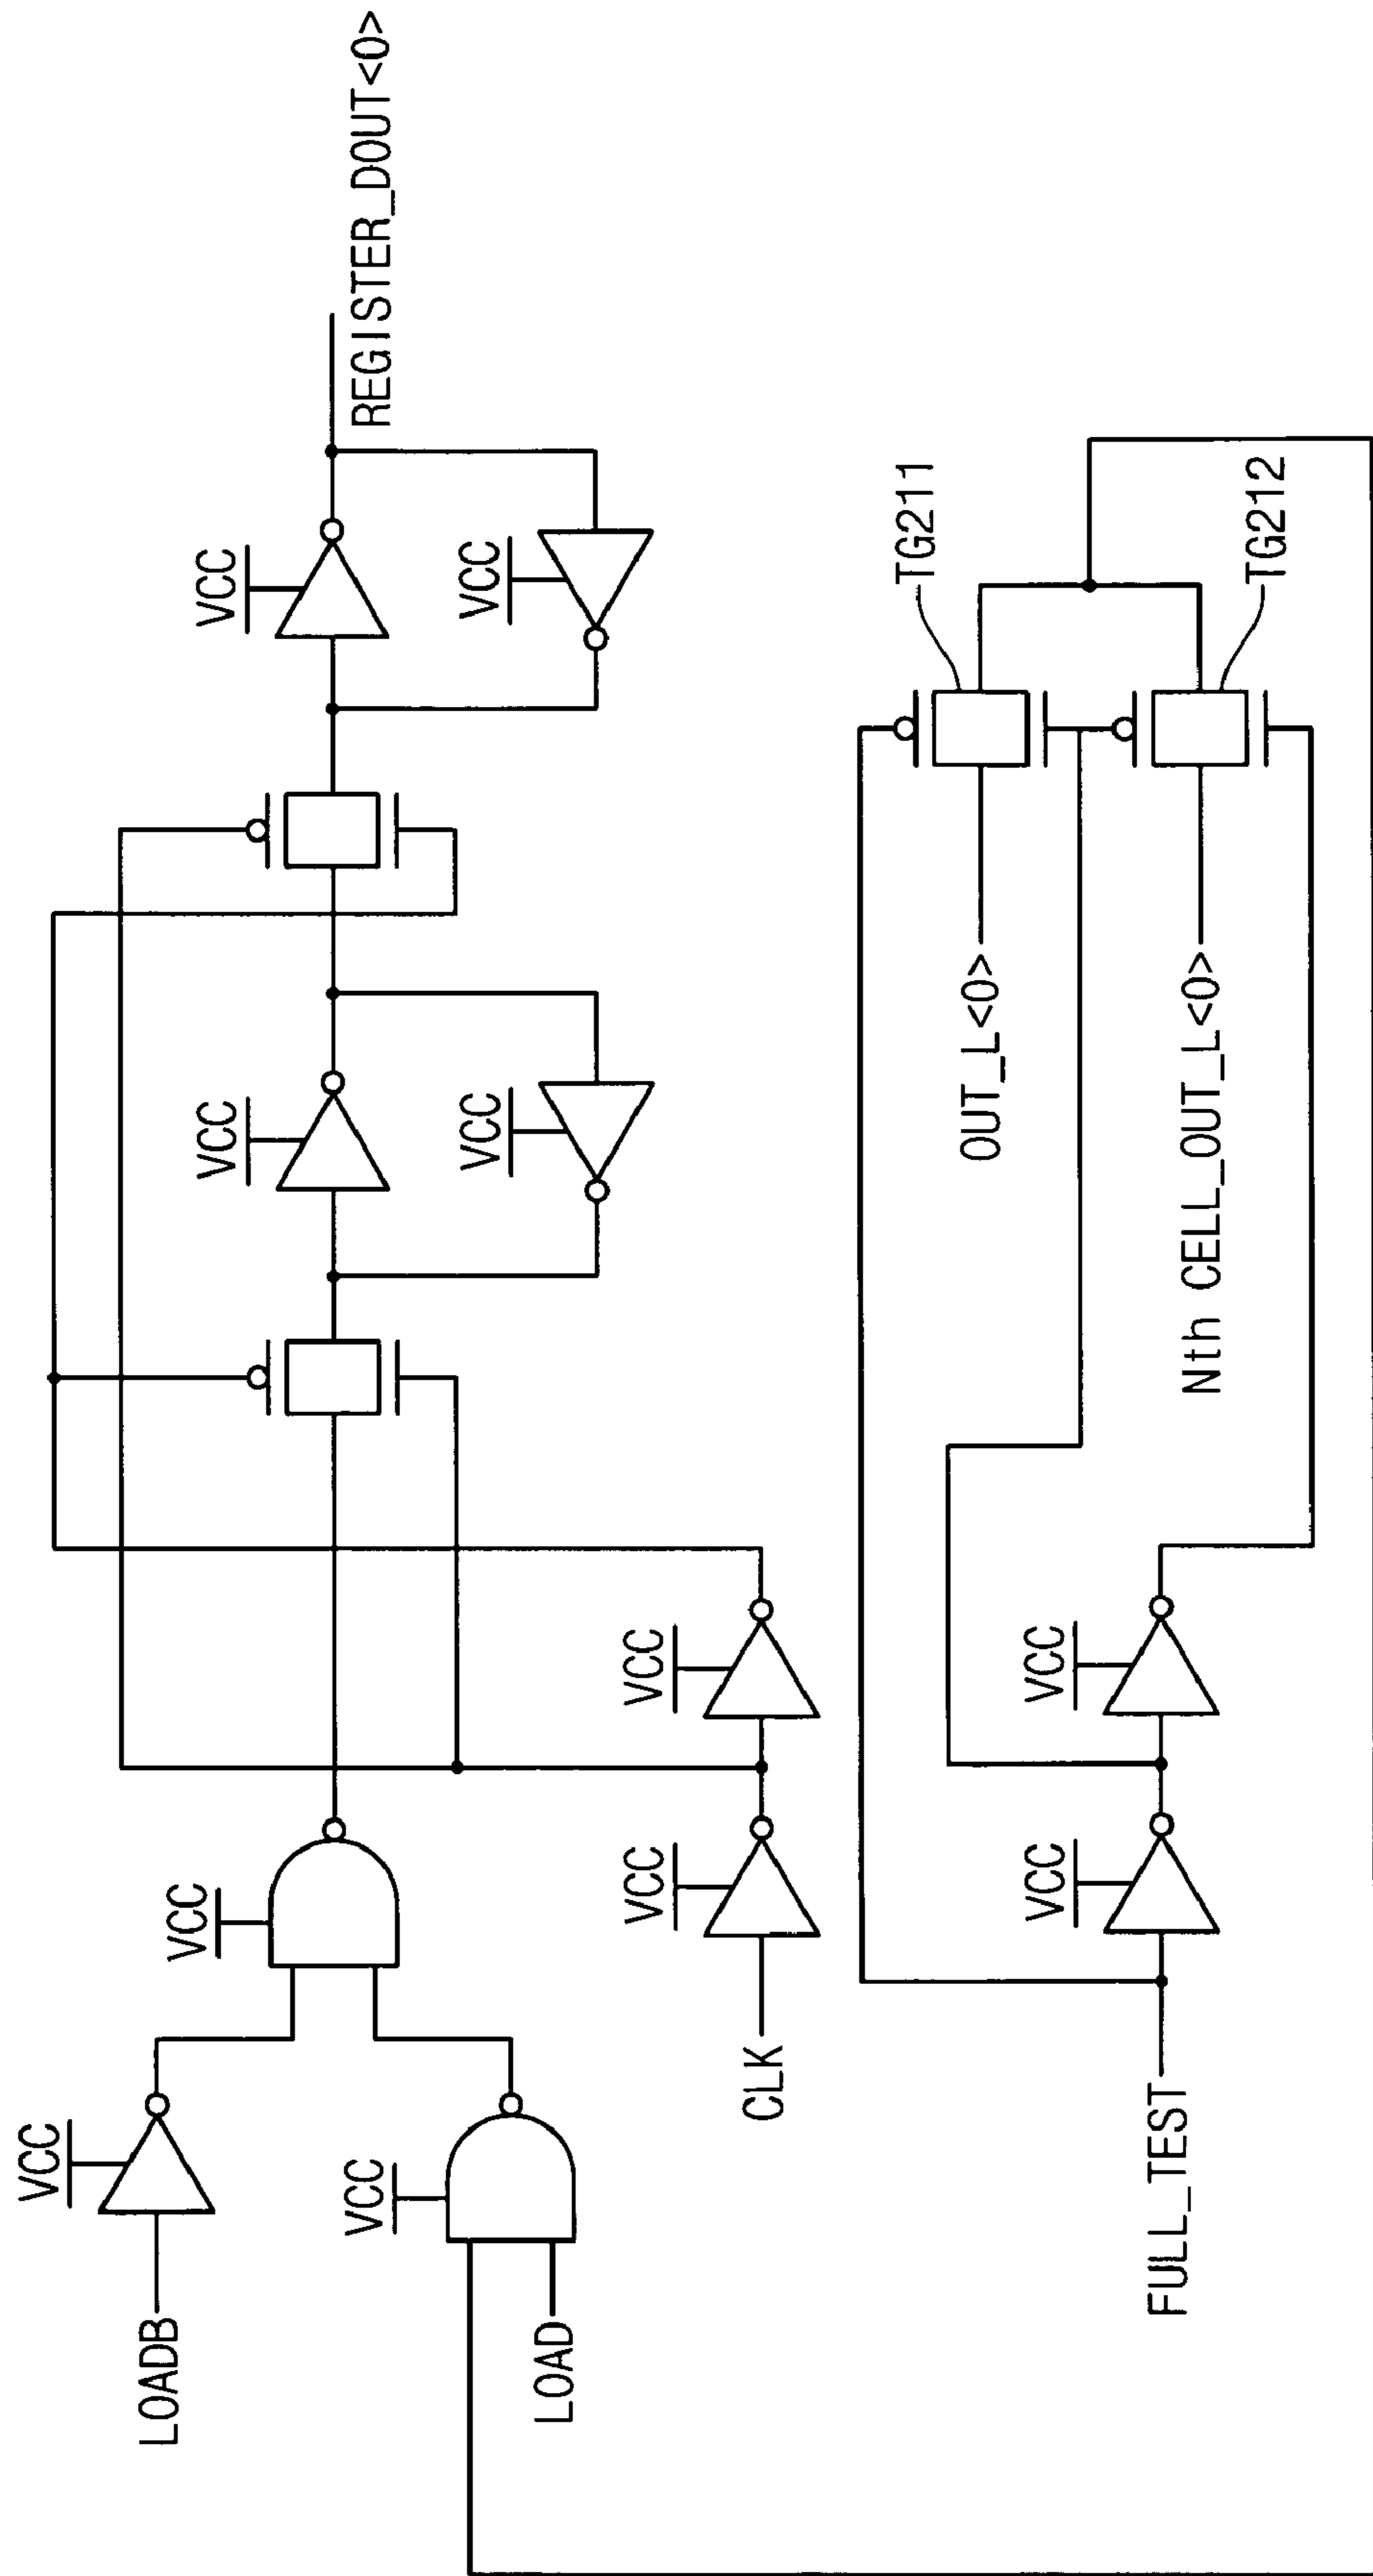 LOADB
VCC
VCC
VCC
VCC
VCC
REGISTER_DOUT<0>
LOAD
VCC
VCC
CLK
VCC
VCC
FULL_TEST
VCC
VCC
OUT_L<0>
TG211
Nth CELL_OUT_L<0>
TG212